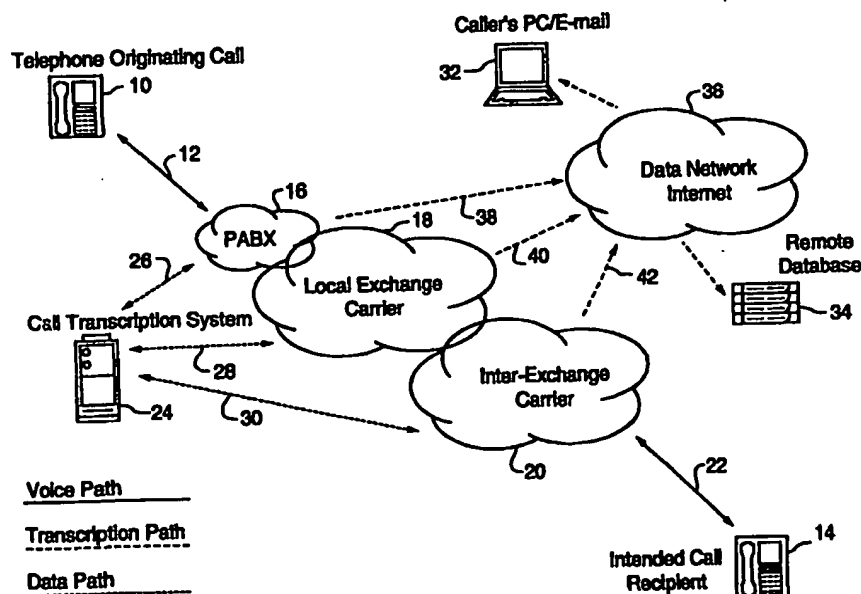 Caller's PC/E-mail
32
Telephone Originating Call
10
36
12
Data Network
Internet
16
PABX
18
38
40
Remote
Database
34
26
Local Exchange
Carrier
42
Call Transcription System
28
24
30
Inter-Exchange
Carrier
20
22
Voice Path
Transcription Path
Data Path
Intended Call
Recipient
14